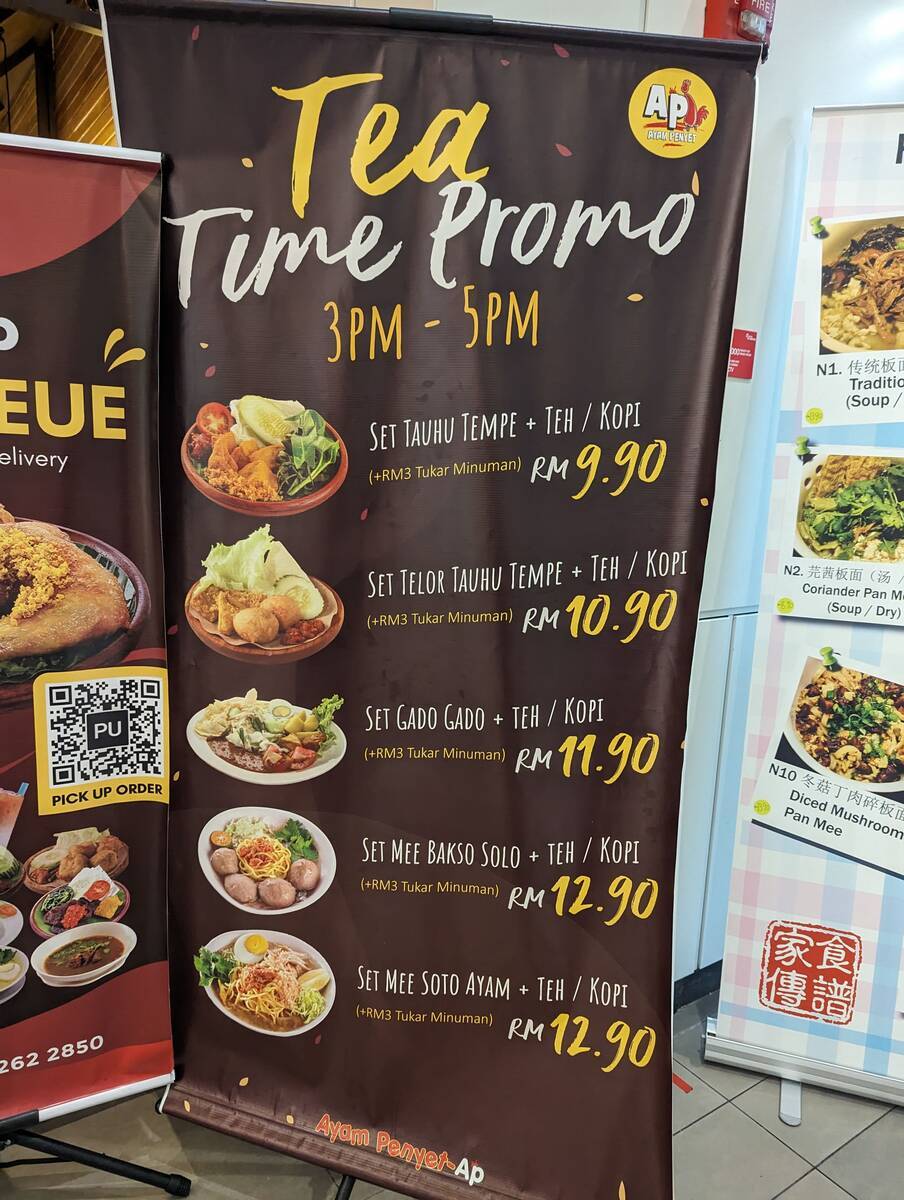 Tea
Time Promo
3PM - 5PM
Ap
AYAM PENYET
SET TAUHU TEMPE + TEH / KOPI
(+RM3 Tukar Minuman) RM 9.90
SET TELOR TAUHU TEMPE + TEH / KOPI
(+RM3 Tukar Minuman) RM 10.90
SET GADO GADO + TEH / KOPI
(+RM3 Tukar Minuman) RM 11.90
SET MEE BAKSO SOLO + TEH / KOPI
(+RM3 Tukar Minuman) RM 12.90
SET MEE SOTO AYAM + TEH / KOPI
(+RM3 Tukar Minuman) RM 12.90
Ayam Penyet-Ap
EUE
elivery
PU
PICK UP ORDER
262 2850
FIRE
N1. 传统板面
Traditio
(Soup /
N2. 芫茜板面（汤 /
Coriander Pan M
(Soup / Dry)
N10 冬菇丁肉碎板面
Diced Mushroom
Pan Mee
家食
傳譜